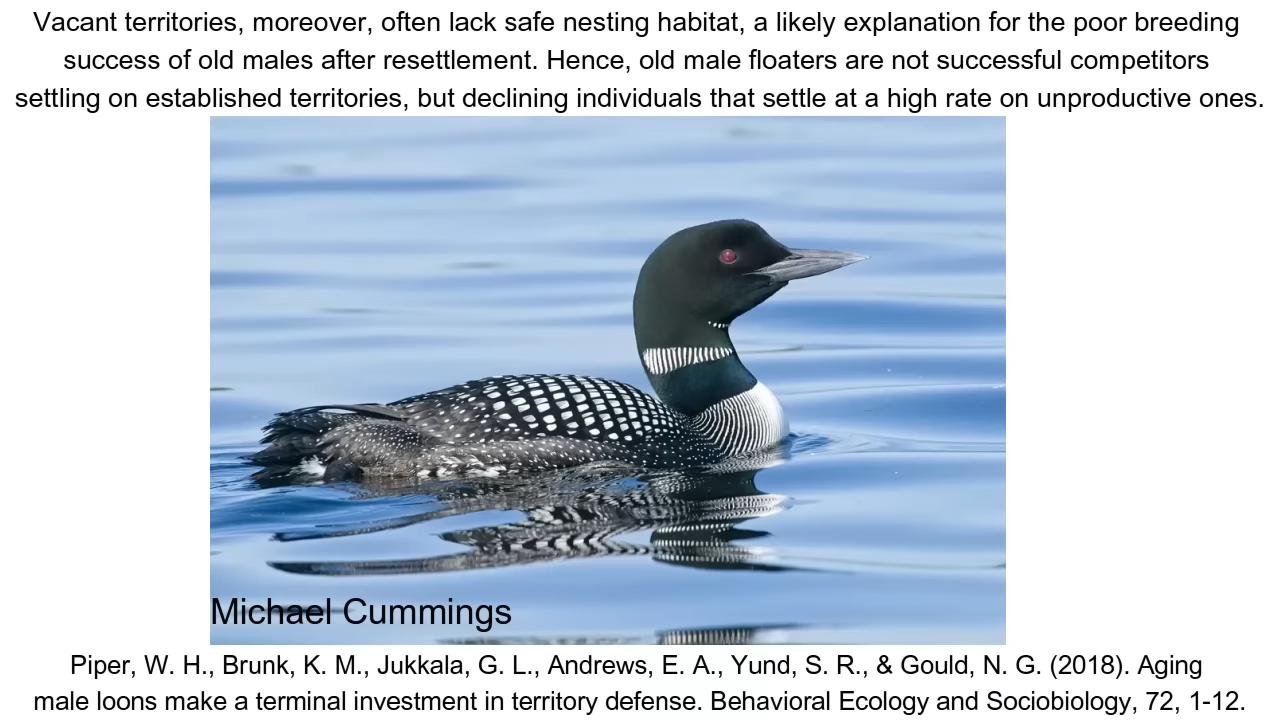 Vacant territories, moreover, often lack safe nesting habitat, a likely explanation for the poor breeding
success of old males after resettlement. Hence, old male floaters are not successful competitors
settling on established territories, but declining individuals that settle at a high rate on unproductive ones.
Michael Cummings
Piper, W. H., Brunk, K. M., Jukkala, G. L., Andrews, E. A., Yund, S. R., & Gould, N. G. (2018). Aging
male loons make a terminal investment in territory defense. Behavioral Ecology and Sociobiology, 72, 1-12.